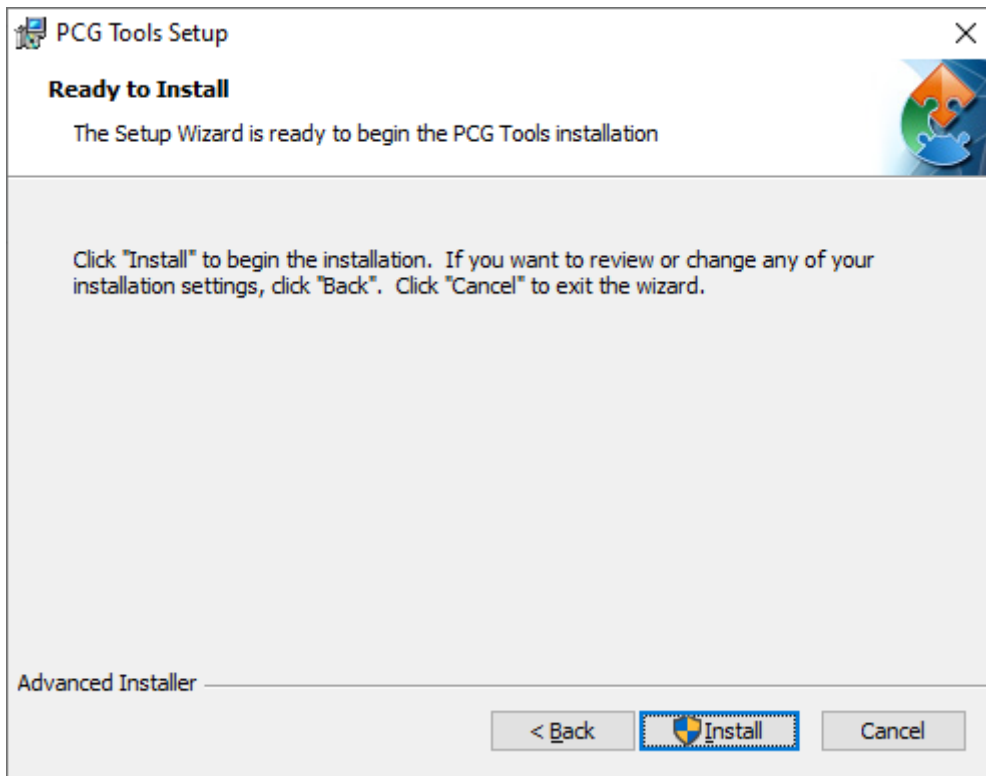 PCG Tools Setup
Ready to Install
The Setup Wizard is ready to begin the PCG Tools installation
Click "Install" to begin the installation.  If you want to review or change any of your
installation settings, click "Back".  Click "Cancel" to exit the wizard.
Advanced Installer
< Back
Install
Cancel